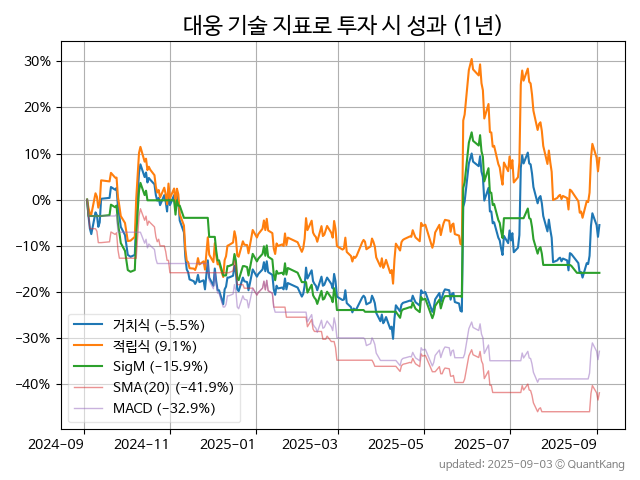 대웅 기술 지표로 투자 시 성과 (1년)
30%
20%
10%
0%
−10%
−20%
−30%
−40%
거치식 (−5.5%)
적립식 (9.1%)
SigM (−15.9%)
SMA(20) (−41.9%)
MACD (−32.9%)
2024-09
2024-11
2025-01
2025-03
2025-05
2025-07
2025-09
updated: 2025-09-03 © QuantKang